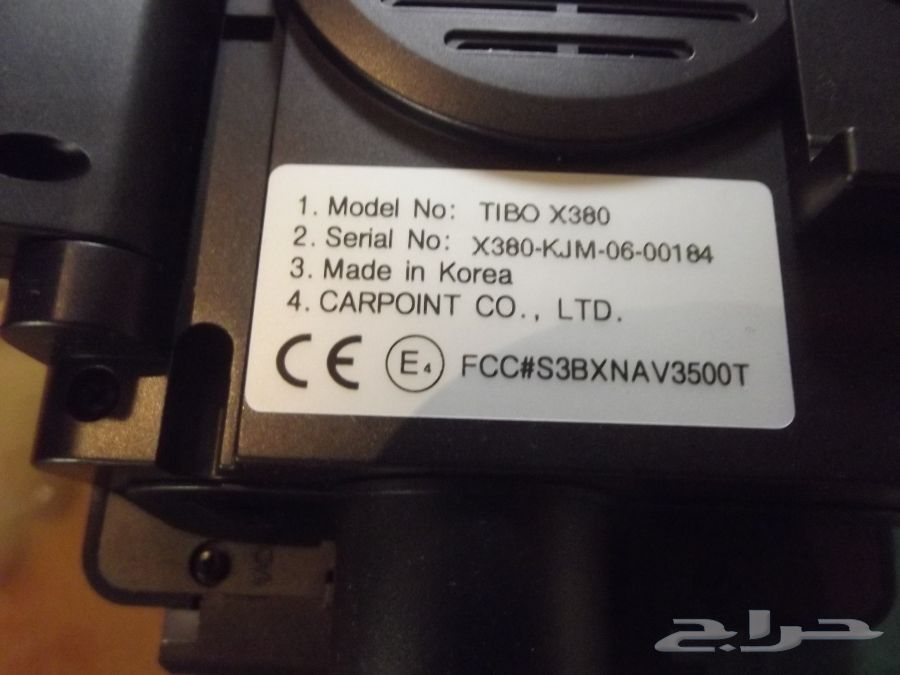 1. Model No: TIBO X380
2. Serial No: X380-KJM-06-00184
3. Made in Korea
4. CARPOINT CO., LTD.
CE E4 FCC#S3BXNAV3500T
حراج